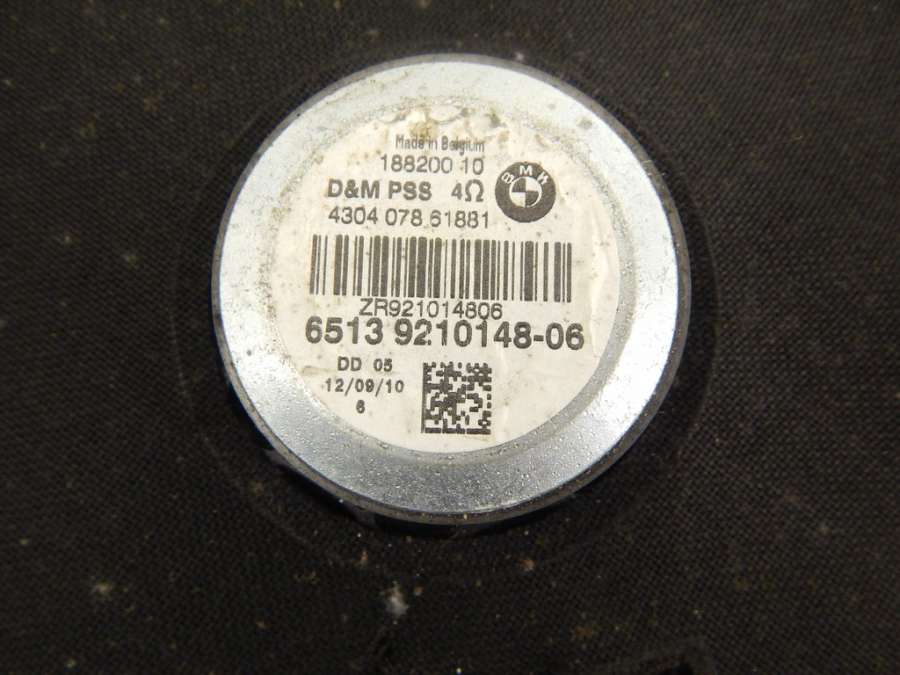 Made in Belgium
188200 10
D&M PSS 4Ω
BMW
4304 078 61881
ZR921014806
6513 9210148-06
DD 05
12/09/10
6